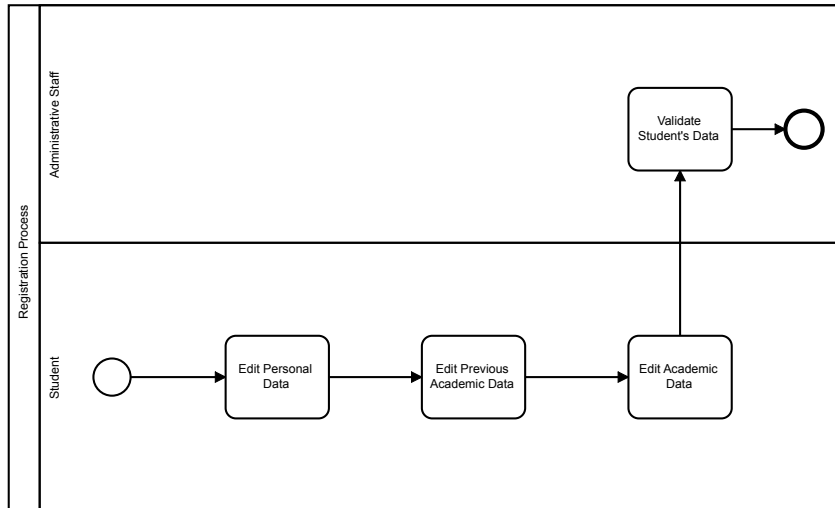 Registration Process
Administrative Staff
Validate
Student's Data
Student
Edit Personal
Data
Edit Previous
Academic Data
Edit Academic
Data